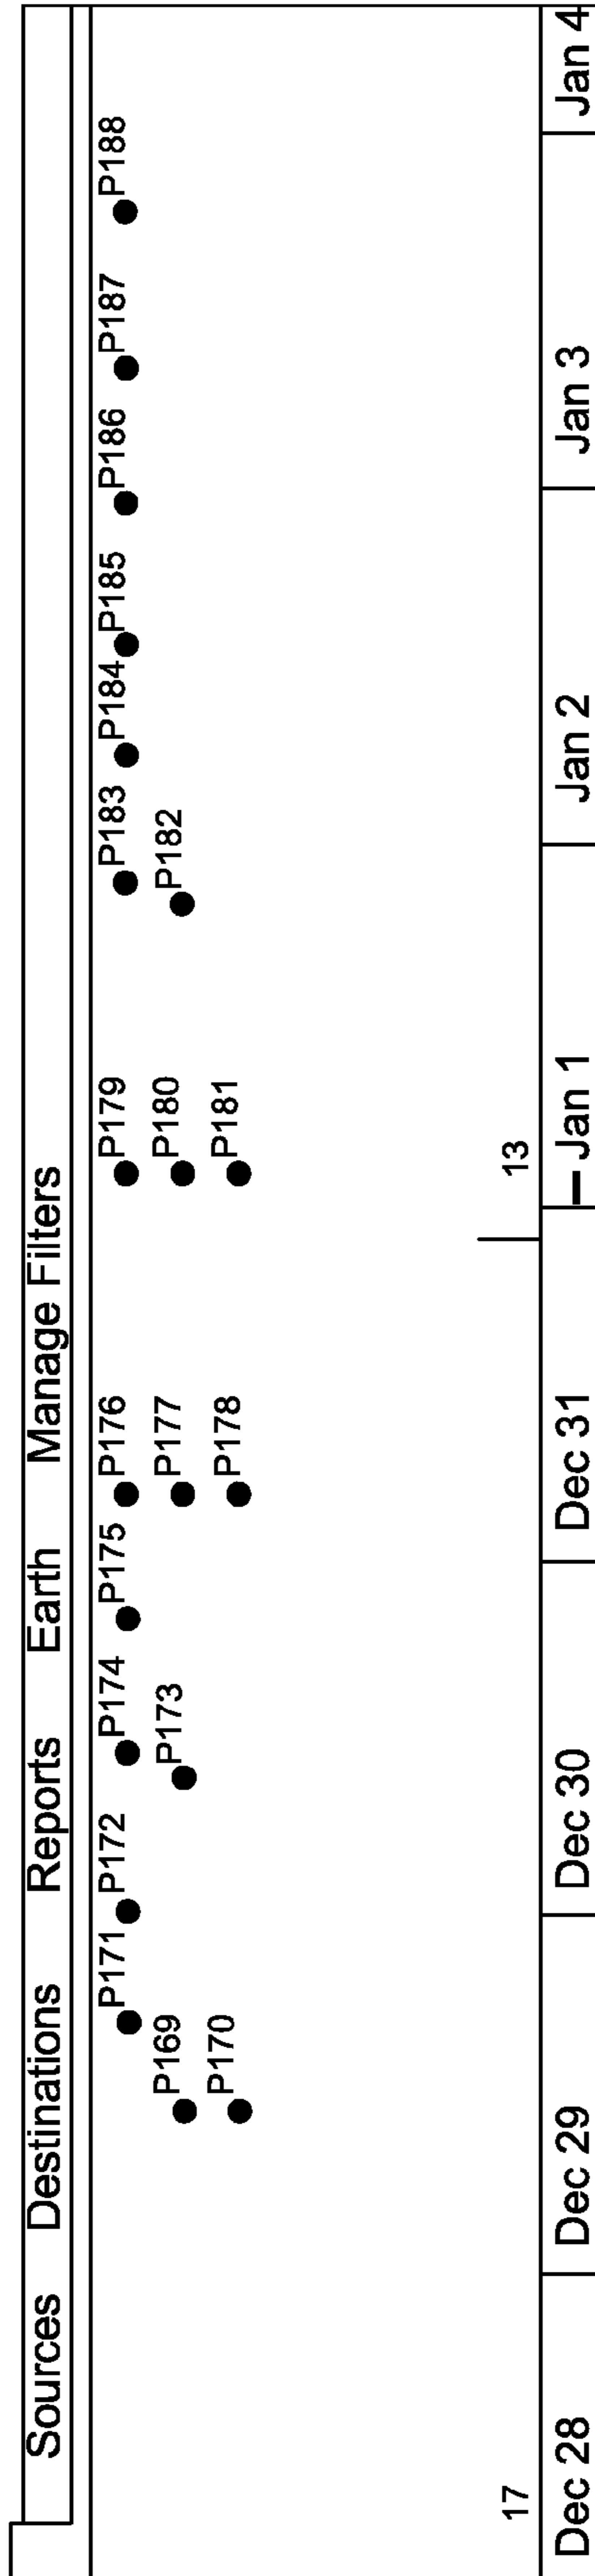 Sources Destinations Reports Earth Manage Filters
P171 P172 P174 P175 P176 P179 P183 P184 P185 P186 P187 P188
P169 P173 P177 P180 P182
P170 P178 P181
17 13
Dec 28 Dec 29 Dec 30 Dec 31 Jan 1 Jan 2 Jan 3 Jan 4